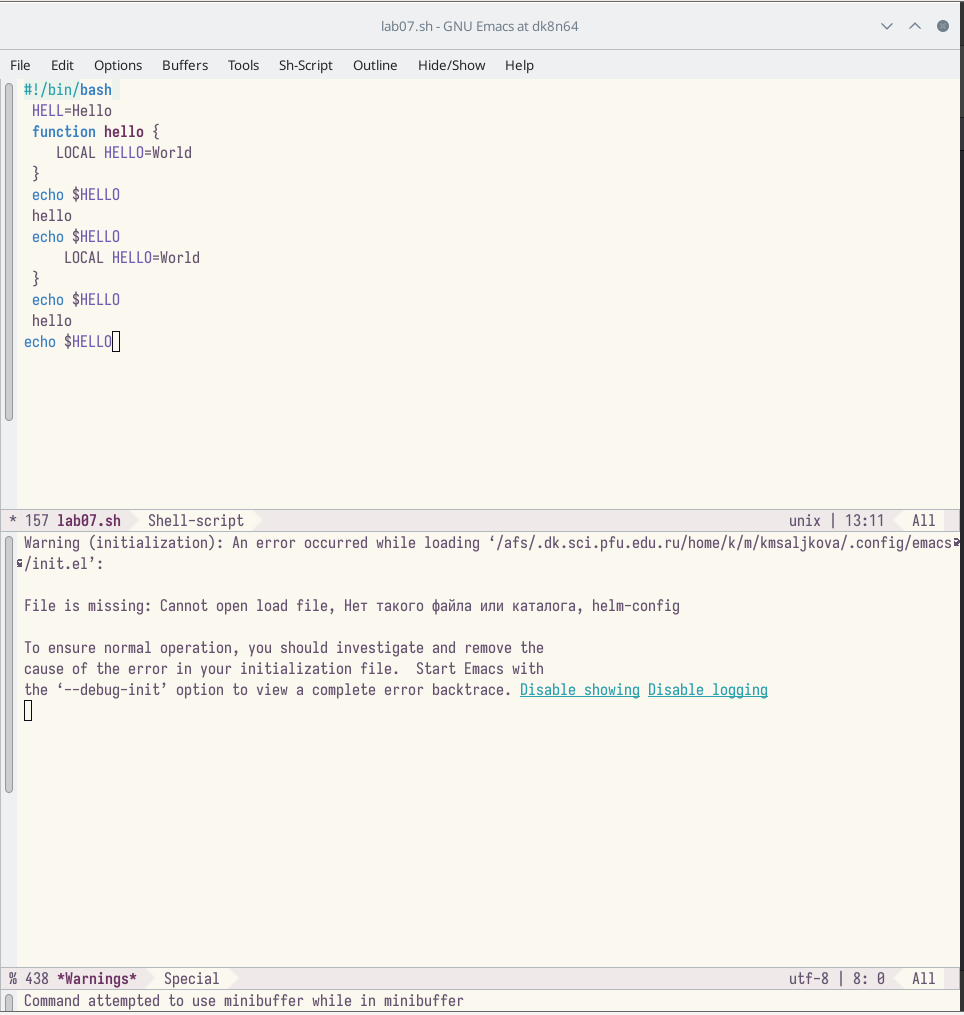 lab07.sh - GNU Emacs at dk8n64
File Edit Options Buffers Tools Sh-Script Outline Hide/Show Help
#!/bin/bash
HELL=Hello
function hello {
LOCAL HELLO=World
}
echo $HELLO
hello
echo $HELLO
LOCAL HELLO=World
}
echo $HELLO
hello
echo $HELLO
* 157 lab07.sh Shell-script unix | 13:11 All
Warning (initialization): An error occurred while loading ‘/afs/.dk.sci.pfu.edu.ru/home/k/m/kmsaljkova/.config/emacs
/init.el’:
File is missing: Cannot open load file, Нет такого файла или каталога, helm-config
To ensure normal operation, you should investigate and remove the
cause of the error in your initialization file.  Start Emacs with
the ‘--debug-init’ option to view a complete error backtrace. Disable showing Disable logging
% 438 *Warnings* Special utf-8 | 8: 0 All
Command attempted to use minibuffer while in minibuffer